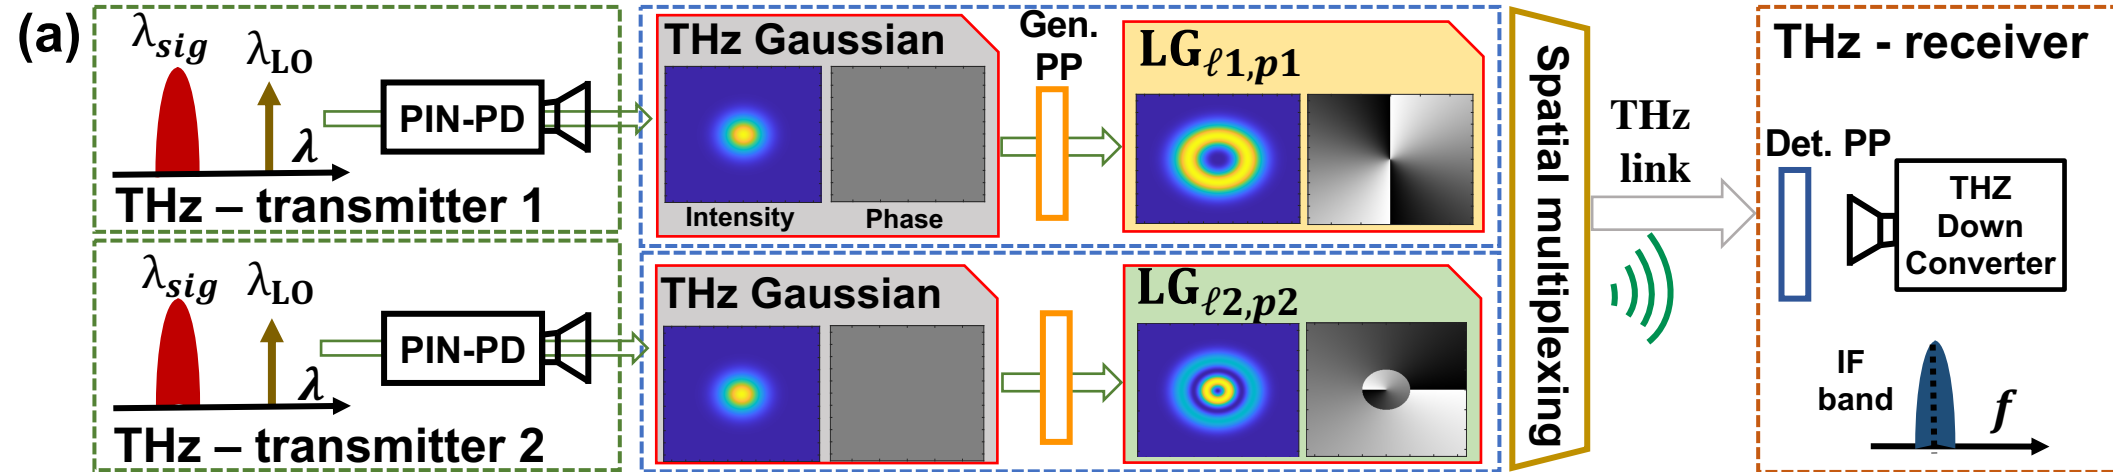 (a)
λsig
λLO
λ
PIN-PD
THz – transmitter 1
THz Gaussian
Intensity
Phase
Gen.
PP
LGℓ1,p1
λsig
λLO
λ
PIN-PD
THz – transmitter 2
THz Gaussian
LGℓ2,p2
Spatial multiplexing
THz
link
THz - receiver
Det. PP
THZ
Down
Converter
IF
band
f